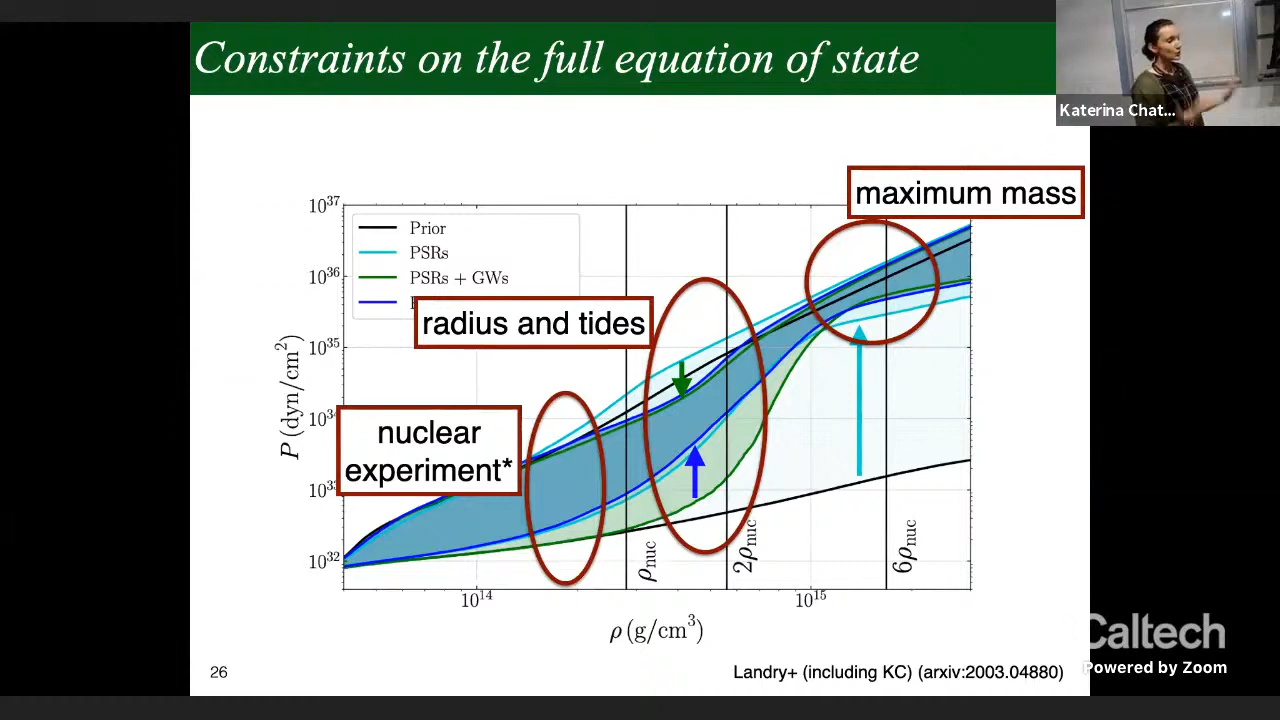 Constraints on the full equation of state
Katerina Chat...
maximum mass
10³⁷
Prior
PSRs
PSRs + GWs
10³⁶
radius and tides
10³⁵
P (dyn/cm²)
nuclear
experiment*
10³²
ρnuc
2ρnuc
6ρnuc
10¹⁴
10¹⁵
ρ (g/cm³)
26
Landry+ (including KC) (arxiv:2003.04880)
Caltech
Powered by Zoom